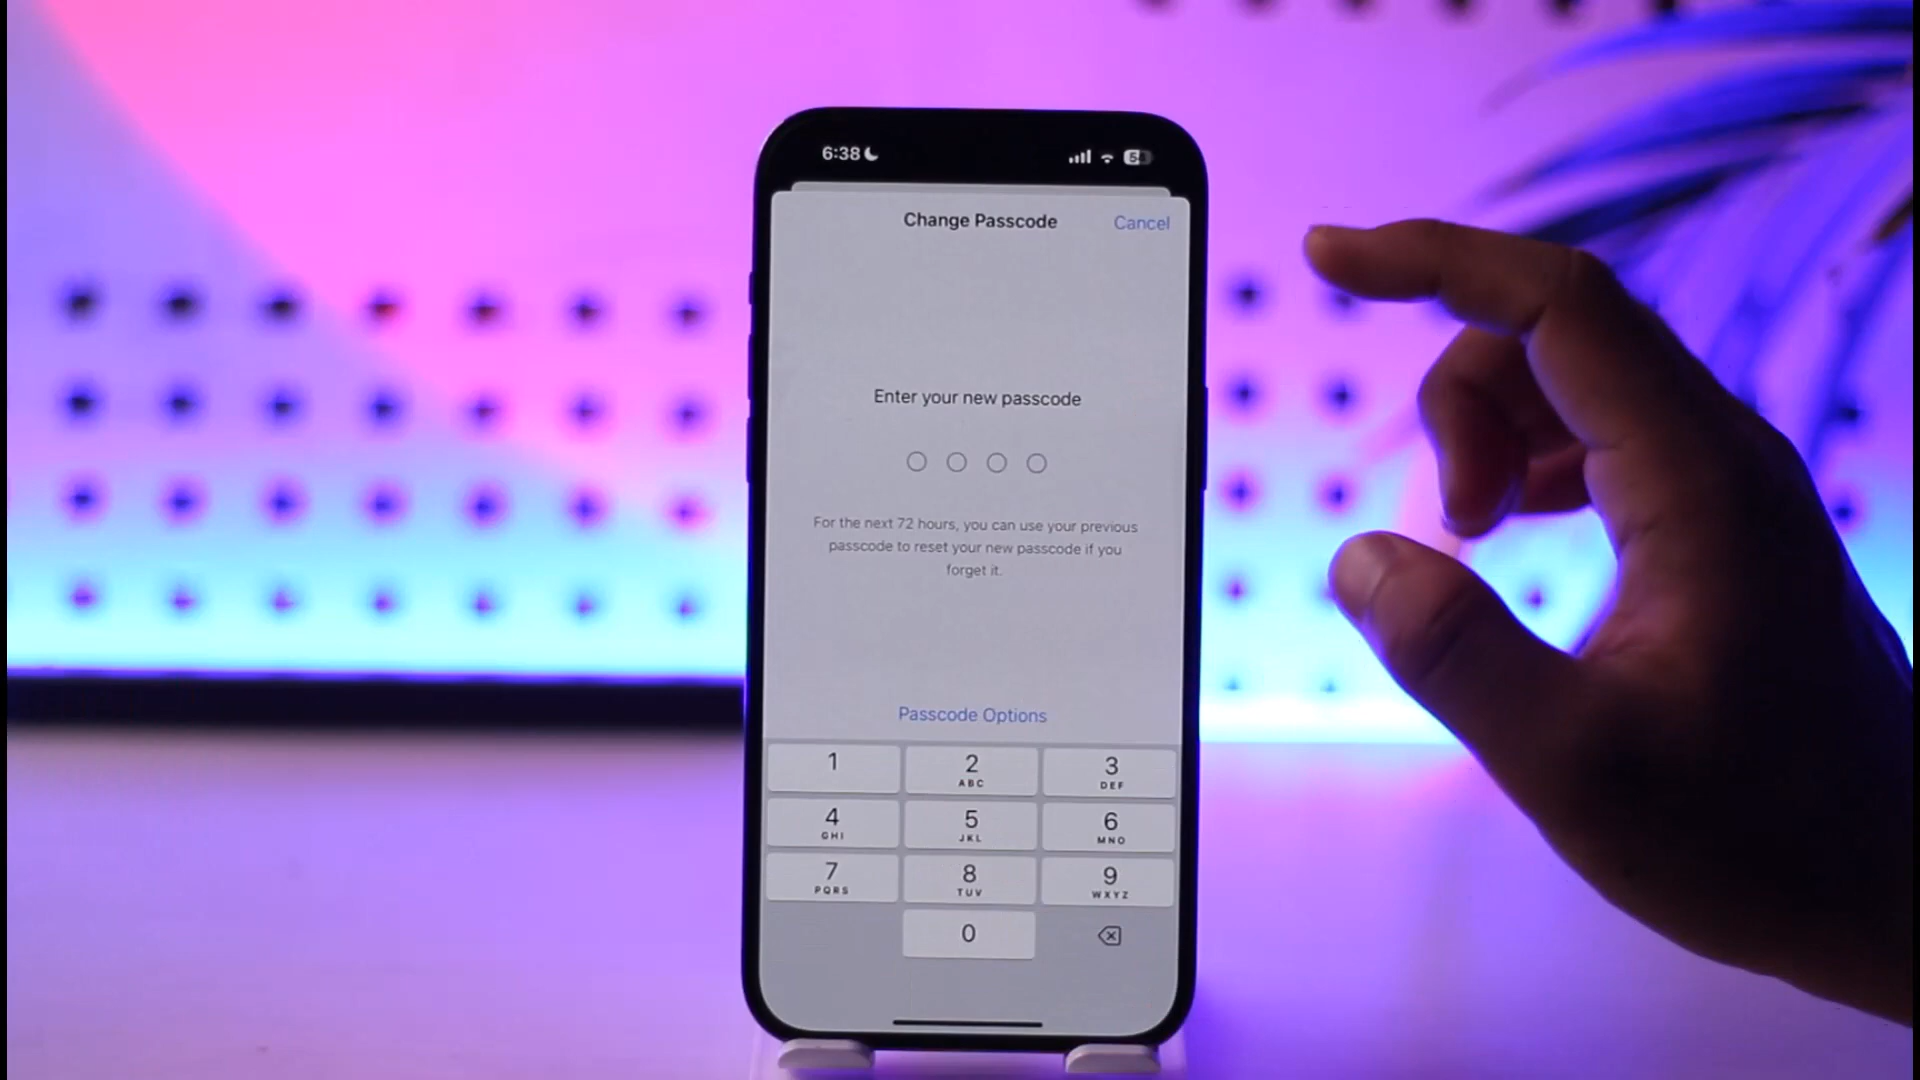 6:38
54
Change Passcode
Cancel
Enter your new passcode
For the next 72 hours, you can use your previous
passcode to reset your new passcode if you
forget it.
Passcode Options
1
2
ABC
3
DEF
4
GHI
5
JKL
6
MNO
7
PQRS
8
TUV
9
WXYZ
0